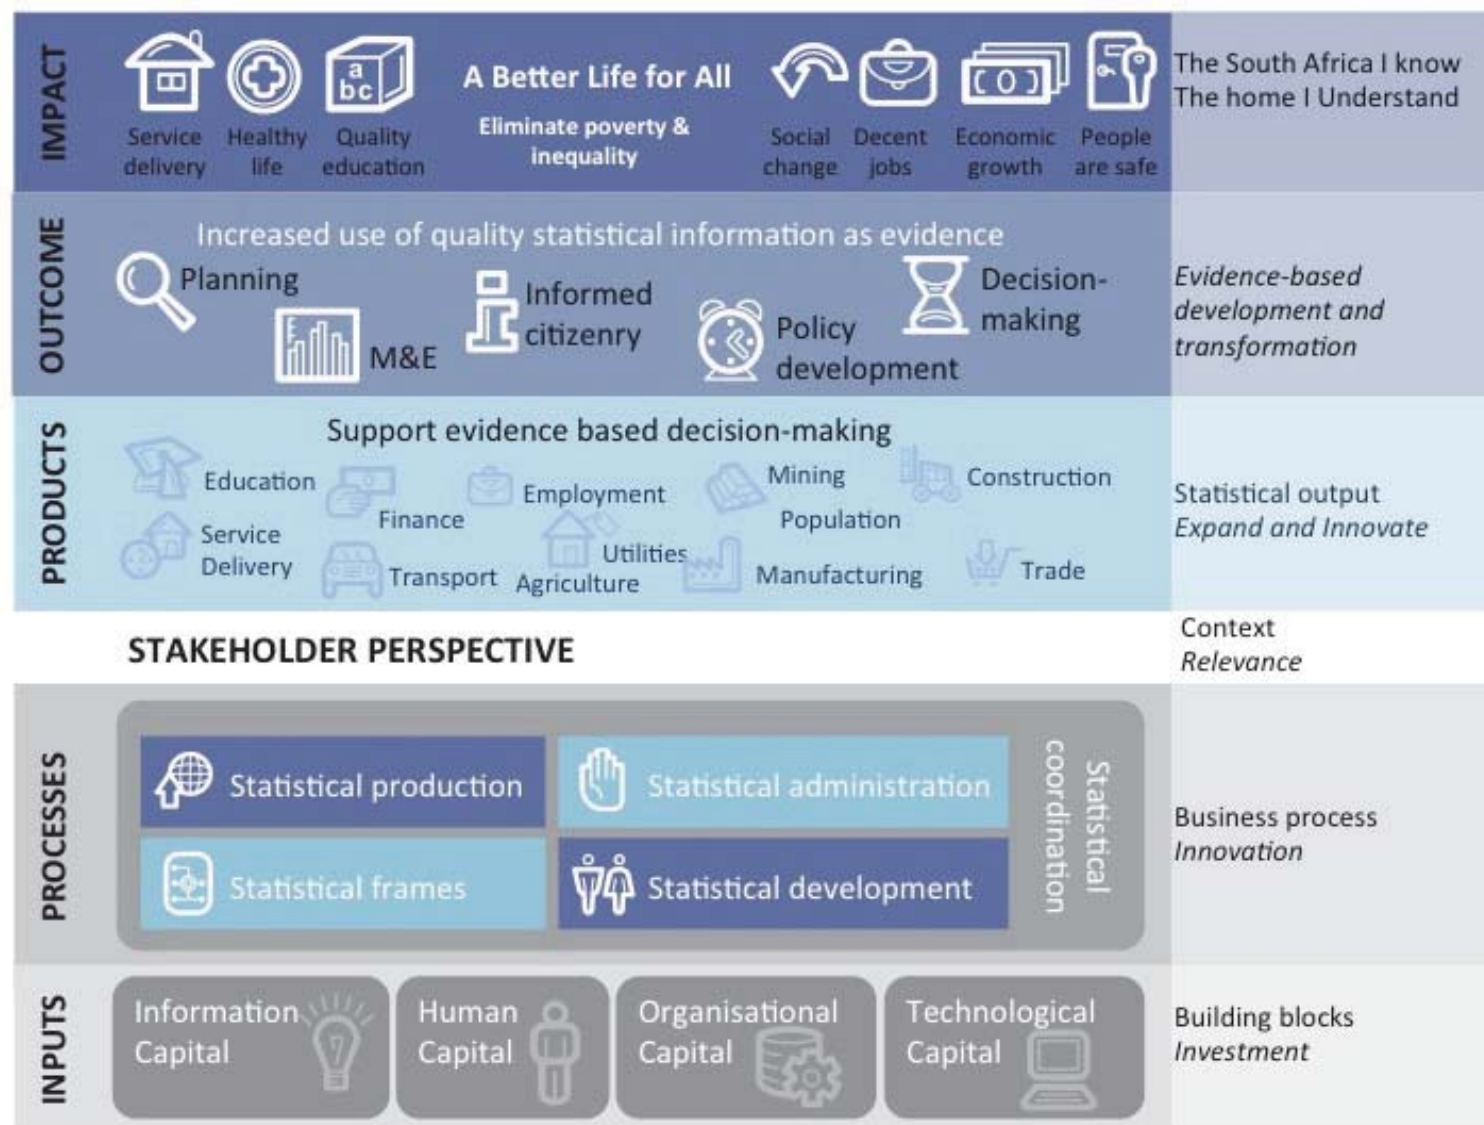 IMPACT
A Better Life for All
Eliminate poverty &
inequality
Service
delivery
Healthy
life
Quality
education
Social
change
Decent
jobs
Economic
growth
People
are safe
a
bc
The South Africa I know
The home I Understand
OUTCOME
Increased use of quality statistical information as evidence
Planning
M&E
Informed
citizenry
Policy
development
Decision-
making
Evidence-based
development and
transformation
PRODUCTS
Support evidence based decision-making
Education
Finance
Employment
Mining
Construction
Population
Service
Delivery
Transport
Utilities
Agriculture
Manufacturing
Trade
Statistical output
Expand and Innovate
STAKEHOLDER PERSPECTIVE
Context
Relevance
PROCESSES
Statistical production
Statistical administration
Statistical frames
Statistical development
Statistical
coordination
Business process
Innovation
INPUTS
Information
Capital
Human
Capital
Organisational
Capital
Technological
Capital
Building blocks
Investment